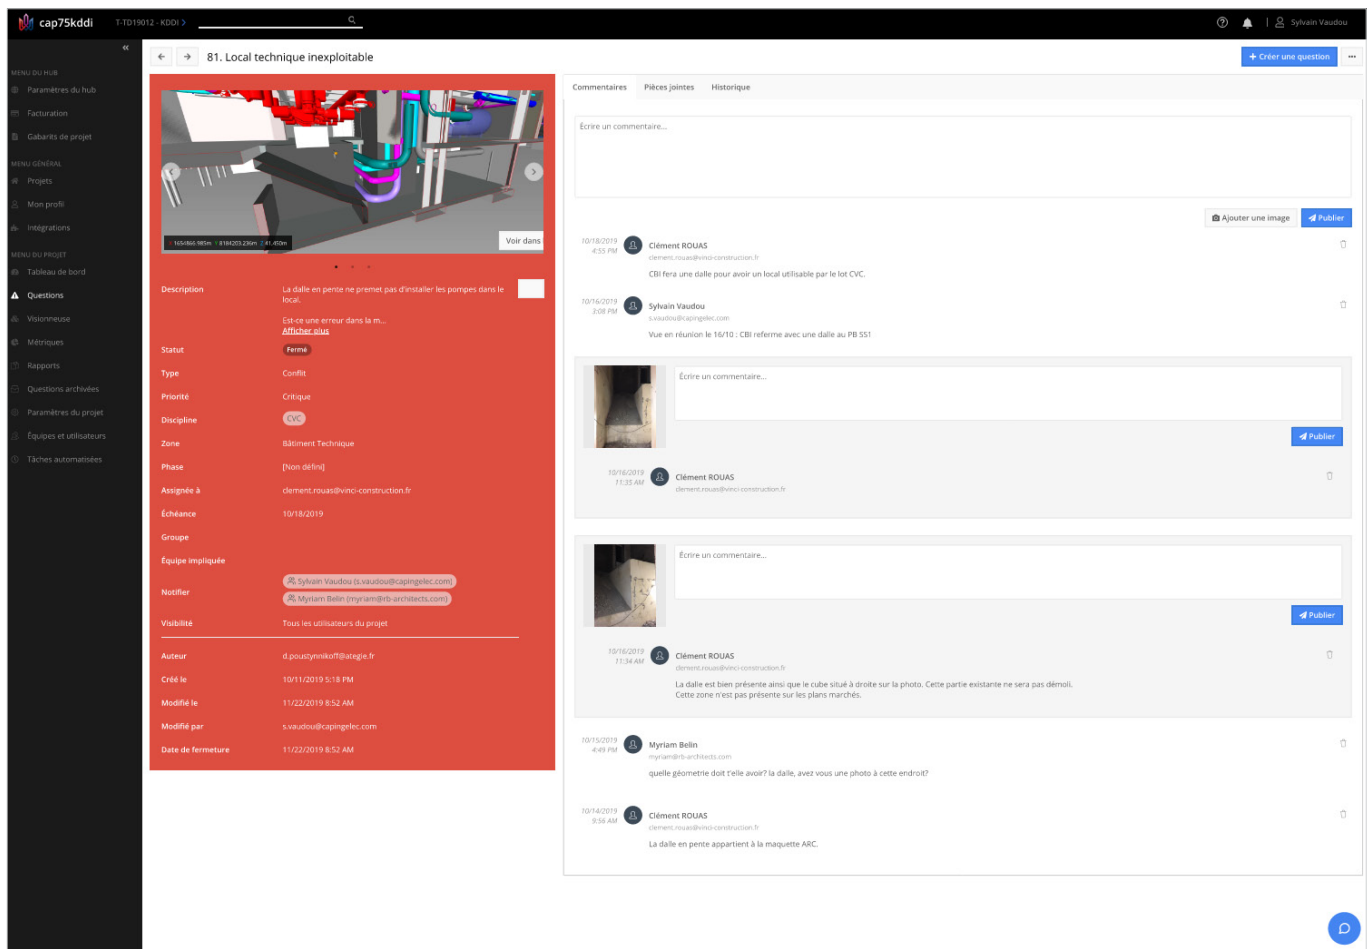 cap75kddi
T-TD19012 - KDDI >
Sylvain Vaudou
«
MENU DU HUB
Paramètres du hub
Facturation
Gabarits de projet
MENU GÉNÉRAL
Projets
Mon profil
Intégrations
MENU DU PROJET
Tableau de bord
Questions
Visionneuse
Métriques
Rapports
Questions archivées
Paramètres du projet
Équipes et utilisateurs
Tâches automatisées
81. Local technique inexploitable
+ Créer une question
X 1654866.985m Y 8184203.236m Z 41.450m
Voir dans
Description
La dalle en pente ne premet pas d'installer les pompes dans le
local.
Est-ce une erreur dans la m...
Afficher plus
Statut
Fermé
Type
Conflit
Priorité
Critique
Discipline
CVC
Zone
Bâtiment Technique
Phase
[Non défini]
Assignée à
clement.rouas@vinci-construction.fr
Échéance
10/18/2019
Groupe
Équipe impliquée
Notifier
Sylvain Vaudou (s.vaudou@capingelec.com)
Myriam Belin (myriam@rb-architects.com)
Visibilité
Tous les utilisateurs du projet
Auteur
d.poustynnikoff@ategie.fr
Créé le
10/11/2019 5:18 PM
Modifié le
11/22/2019 8:52 AM
Modifié par
s.vaudou@capingelec.com
Date de fermeture
11/22/2019 8:52 AM
Commentaires
Pièces jointes
Historique
Écrire un commentaire...
Ajouter une image
Publier
10/18/2019
4:55 PM
Clément ROUAS
clement.rouas@vinci-construction.fr
CBI fera une dalle pour avoir un local utilisable par le lot CVC.
10/16/2019
3:08 PM
Sylvain Vaudou
s.vaudou@capingelec.com
Vue en réunion le 16/10 : CBI referme avec une dalle au PB SS1
Écrire un commentaire...
Publier
10/16/2019
11:35 AM
Clément ROUAS
clement.rouas@vinci-construction.fr
Écrire un commentaire...
Publier
10/16/2019
11:34 AM
Clément ROUAS
clement.rouas@vinci-construction.fr
La dalle est bien présente ainsi que le cube situé à droite sur la photo. Cette partie existante ne sera pas démoli.
Cette zone n'est pas présente sur les plans marchés.
10/15/2019
4:49 PM
Myriam Belin
myriam@rb-architects.com
quelle géometrie doit t'elle avoir? la dalle, avez vous une photo à cette endroit?
10/14/2019
9:56 AM
Clément ROUAS
clement.rouas@vinci-construction.fr
La dalle en pente appartient à la maquette ARC.